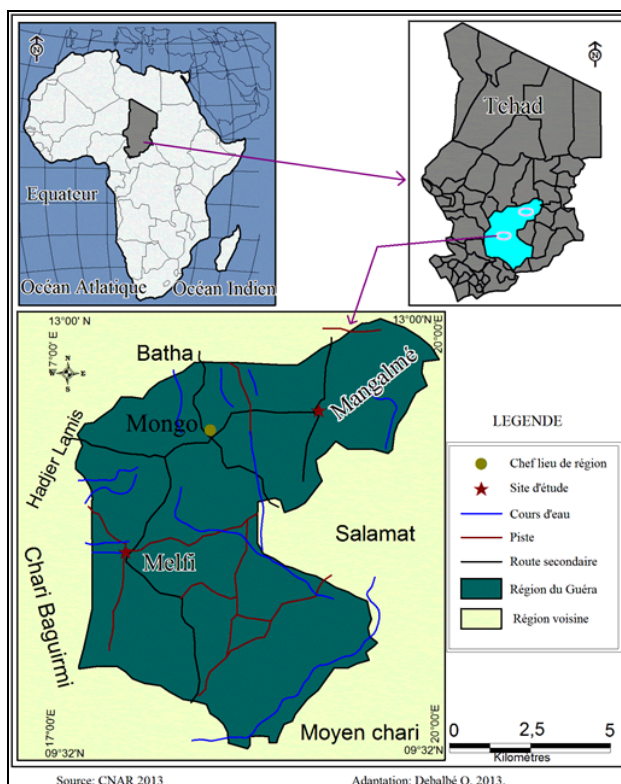 N
Equateur
Océan Atlatique
Océan Indien
N
Tchad
13°00' N
17°00' E
13°00'N
20°00'E
N
W
E
S
Batha
Mangalmé
Mongo
Hadjer Lamis
Salamat
Melfi
Chari Baguirmi
Moyen chari
17°00'E
09°32'N
20°00'E
09°32'N
LEGENDE
Chef lieu de région
Site d'étude
Cours d'eau
Piste
Route secondaire
Région du Guéra
Région voisine
0 2,5 5
Kilomètres
Source: CNAR 2013
Adaptation: Debalbé O, 2013.